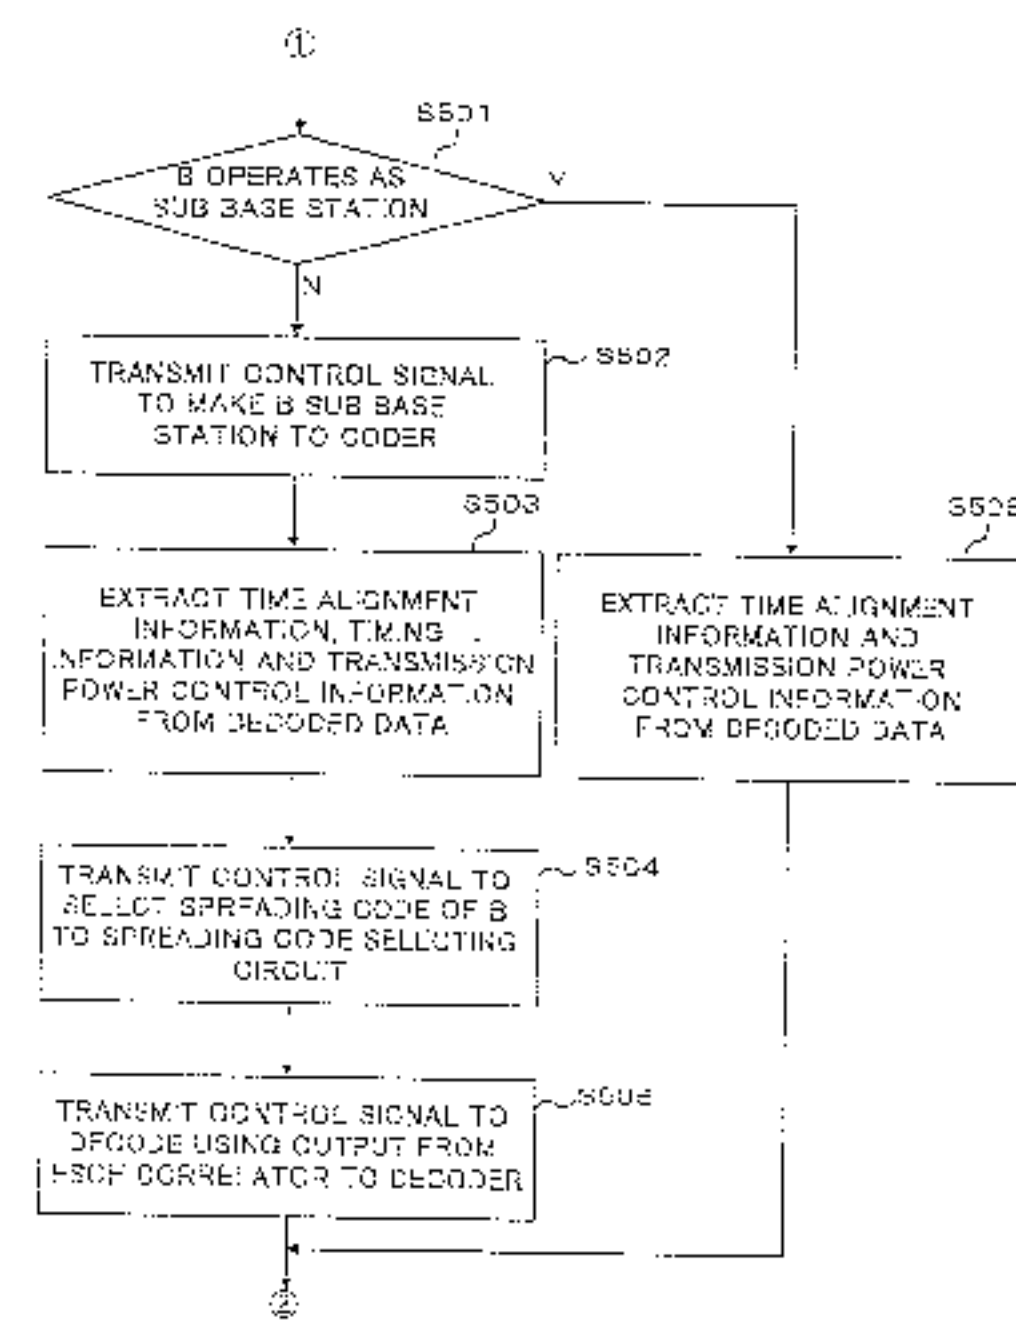 ①
S501
B OPERATES AS
SUB BASE STATION
Y
N
S502
TRANSMIT CONTROL SIGNAL
TO MAKE B SUB BASE
STATION TO CODER
S503
EXTRACT TIME ALIGNMENT
INFORMATION, TIMING
INFORMATION AND TRANSMISSION
POWER CONTROL INFORMATION
FROM DECODED DATA
EXTRACT TIME ALIGNMENT
INFORMATION AND
TRANSMISSION POWER
CONTROL INFORMATION
FROM DECODED DATA
S504
TRANSMIT CONTROL SIGNAL TO
SELECT SPREADING CODE OF B
TO SPREADING CODE SELECTING
CIRCUIT
TRANSMIT CONTROL SIGNAL TO
DECODE USING OUTPUT FROM
CORRELATOR TO DECODER
②